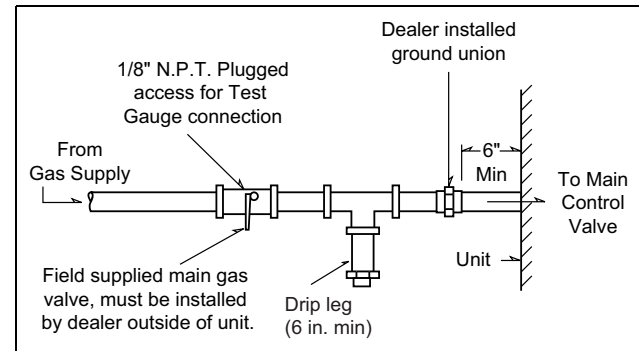 Dealer installed
ground union
1/8" N.P.T. Plugged
access for Test
Gauge connection
From
Gas Supply
6"
Min
To Main
Control
Valve
Unit
Field supplied main gas
valve, must be installed
by dealer outside of unit.
Drip leg
(6 in. min)